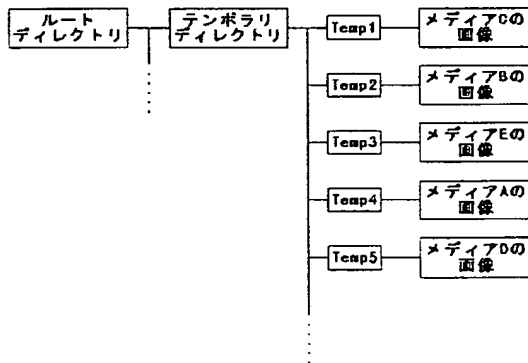 ルート
ディレクトリ
テンポラリ
ディレクトリ
Temp1
メディアCの
画像
Temp2
メディアBの
画像
Temp3
メディアEの
画像
Temp4
メディアAの
画像
Temp5
メディアDの
画像